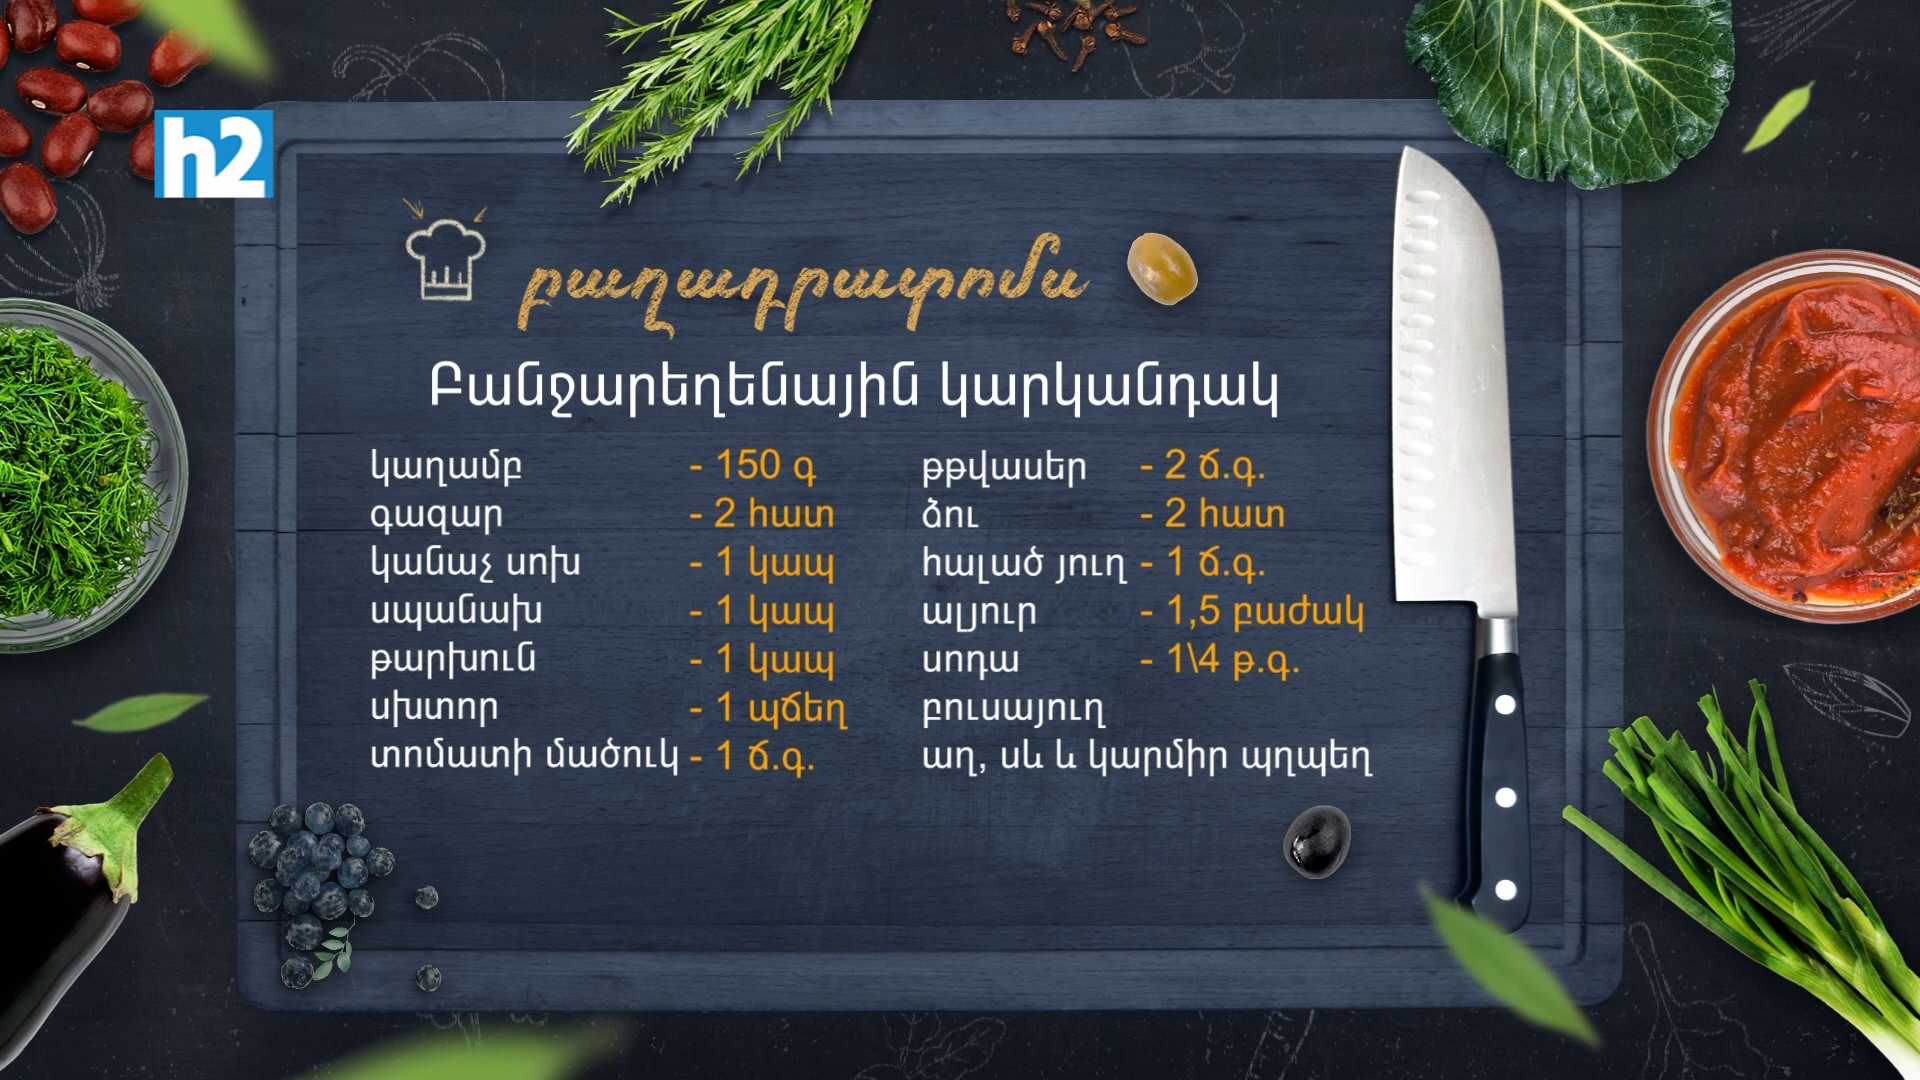 h2
բաղադրատոմս
Բանջարեղենային կարկանդակ
կաղամբ - 150 գ
գազար - 2 հատ
կանաչ սոխ - 1 կապ
սպանախ - 1 կապ
թարխուն - 1 կապ
սխտոր - 1 պճեղ
տոմատի մածուկ - 1 ճ.գ.
թթվասեր - 2 ճ.գ.
ձու - 2 հատ
հալած յուղ - 1 ճ.գ.
ալյուր - 1,5 բաժակ
սոդա - 1\4 թ.գ.
բուսայուղ
աղ, սև և կարմիր պղպեղ